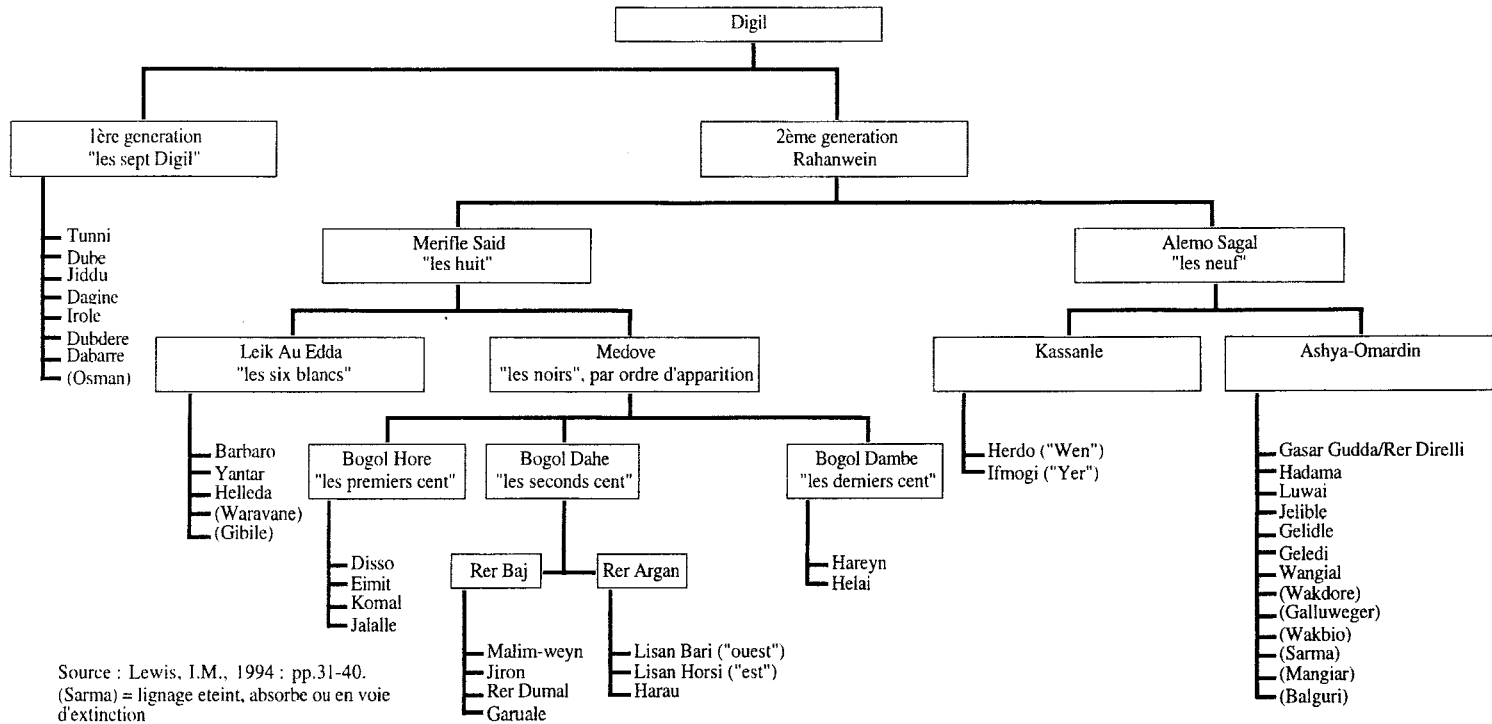 Digil
1ère generation
"les sept Digil"
2ème generation
Rahanwein
Tunni
Dube
Jiddu
Dagine
Irole
Dubdere
Dabarre
(Osman)
Merifle Said
"les huit"
Alemo Sagal
"les neuf"
Leik Au Edda
"les six blancs"
Medove
"les noirs", par ordre d'apparition
Kassanle
Ashya-Omardin
Barbaro
Yantar
Helleda
(Waravane)
(Gibile)
Bogol Hore
"les premiers cent"
Bogol Dahe
"les seconds cent"
Bogol Dambe
"les derniers cent"
Herdo ("Wen")
Ifmogi ("Yer")
Gasar Gudda/Rer Direlli
Hadama
Luwai
Jelible
Gelidle
Geledi
Wangial
(Wakdore)
(Galluweger)
(Wakbio)
(Sarma)
(Mangiar)
(Balguri)
Disso
Eimit
Komal
Jalalle
Rer Baj
Rer Argan
Hareyn
Helai
Malim-weyn
Jiron
Rer Dumal
Garuale
Lisan Bari ("ouest")
Lisan Horsi ("est")
Harau
Source : Lewis, I.M., 1994 : pp.31-40.
(Sarma) = lignage eteint, absorbe ou en voie
d'extinction